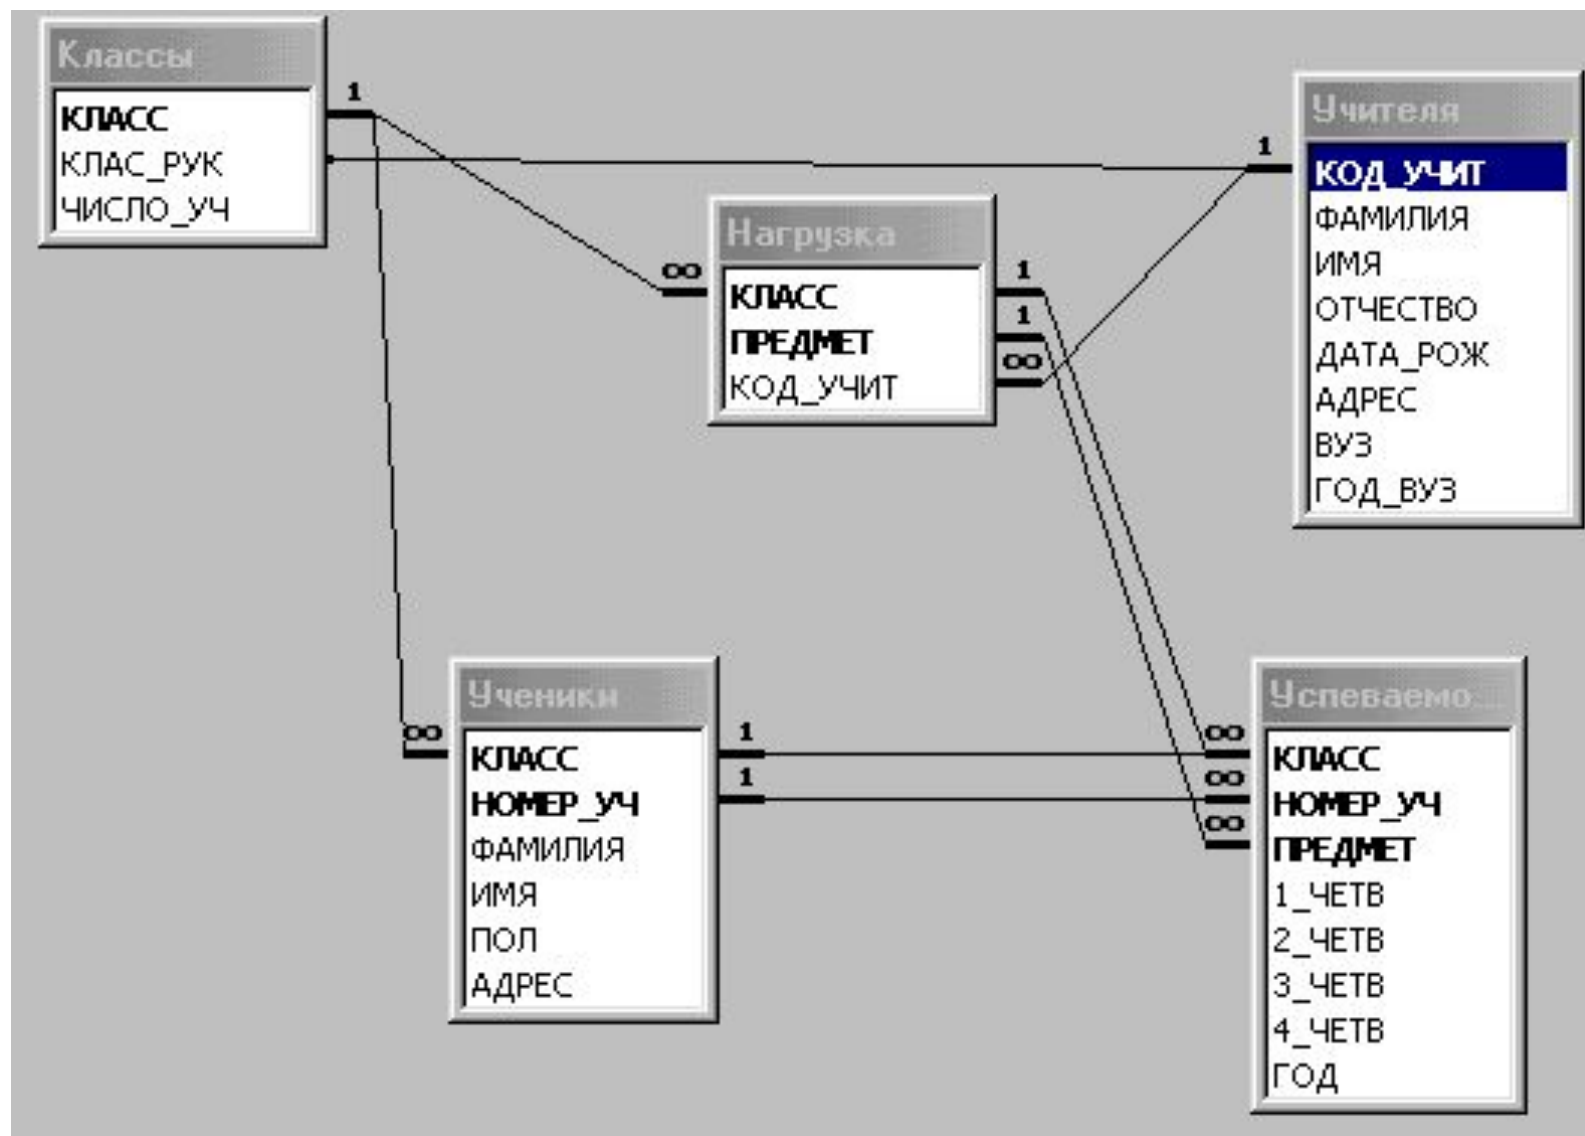 Классы
КЛАСС
КЛАС_РУК
ЧИСЛО_УЧ
1
1
Учителя
КОД_УЧИТ
ФАМИЛИЯ
ИМЯ
ОТЧЕСТВО
ДАТА_РОЖ
АДРЕС
ВУЗ
ГОД_ВУЗ
Нагрузка
КЛАСС
ПРЕДМЕТ
КОД_УЧИТ
∞
1
1
∞
Ученики
КЛАСС
НОМЕР_УЧ
ФАМИЛИЯ
ИМЯ
ПОЛ
АДРЕС
∞
1
1
Успеваемо...
КЛАСС
НОМЕР_УЧ
ПРЕДМЕТ
1_ЧЕТВ
2_ЧЕТВ
3_ЧЕТВ
4_ЧЕТВ
ГОД
∞
∞
∞